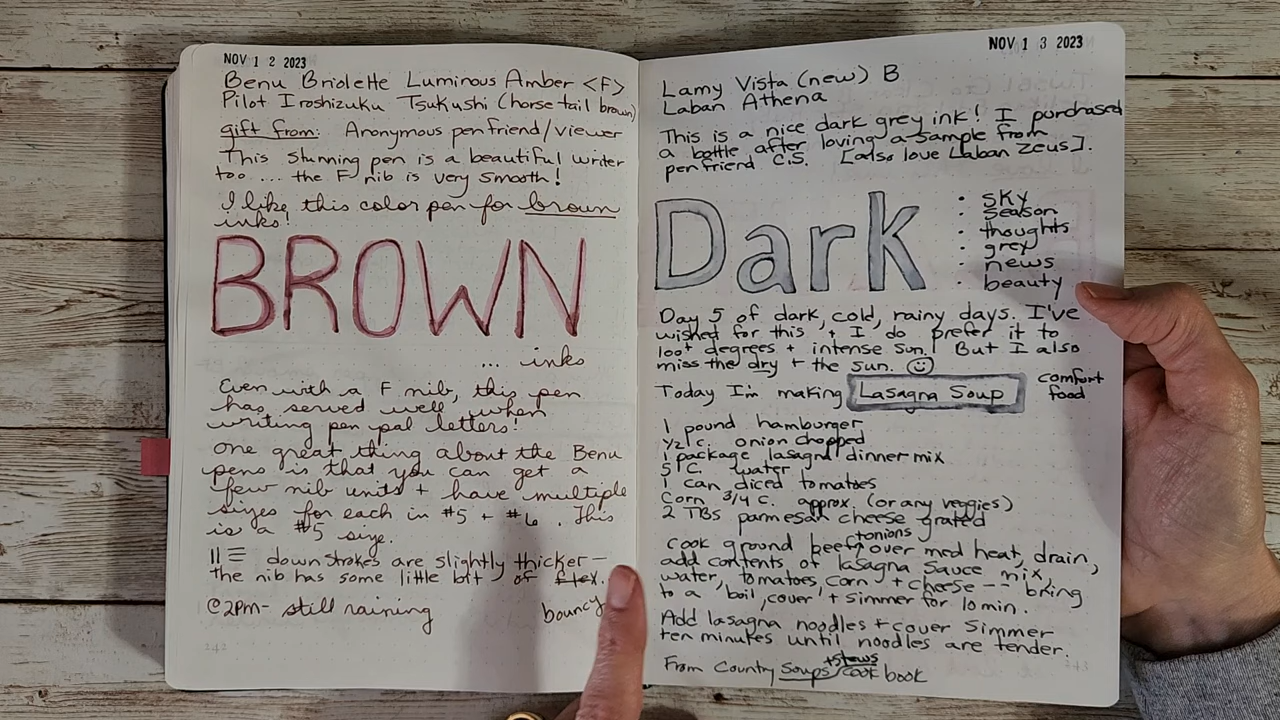 NOV 1 2 2023
Benu Briolette Luminous Amber <F>
Pilot Iroshizuku Tsukushi (horsetail brown)
gift from: Anonymous pen friend/viewer
This stunning pen is a beautiful writer
too ... the F nib is very smooth!
I like this color pen for brown
inks!
BROWN
... inks
Even with a F nib, this pen
has served well when
writing pen pal letters!
One great thing about the Benu
pens is that you can get a
few nib units + have multiple
sizes for each in #5 + #6. This
is a #5 size.
down strokes are slightly thicker —
the nib has some little bit of flex.
bouncy
@2pm- still raining
242
NOV 1 3 2023
Lamy Vista (new) B
Laban Athena
This is a nice dark grey ink! I purchased
a bottle after loving a sample from
pen friend C.S. [also love Laban Zeus].
Dark
• sky
• season
• thoughts
• grey
• news
• beauty
Day 5 of dark, cold, rainy days. I've
wished for this + I do prefer it to
100+ degrees + intense sun! But I also
miss the dry + the sun. ☺
Today I'm making Lasagna Soup comfort
food
1 pound hamburger
1/2 c. onion chopped
1 package lasagna dinner mix
5 C. water
1 can diced tomatoes
Corn 3/4 c. approx. (or any veggies)
2 TBS parmesan cheese grated
Cook ground beef +onions over med heat, drain,
add contents of lasagna sauce mix,
water, tomatoes, corn + cheese -- bring
to a boil, cover + simmer for 10 min.
Add lasagna noodles + cover simmer
ten minutes until noodles are tender.
From County Soups +stews cook book
243